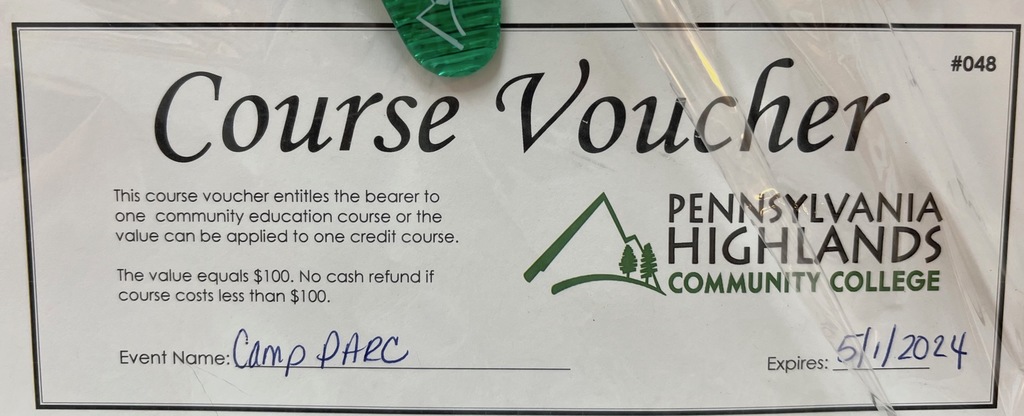 #048
Course Voucher
This course voucher entitles the bearer to
one community education course or the
value can be applied to one credit course.
The value equals $100. No cash refund if
course costs less than $100.
PENNSYLVANIA
HIGHLANDS
COMMUNITY COLLEGE
Event Name: Camp PARC
Expires: 5/1/2024